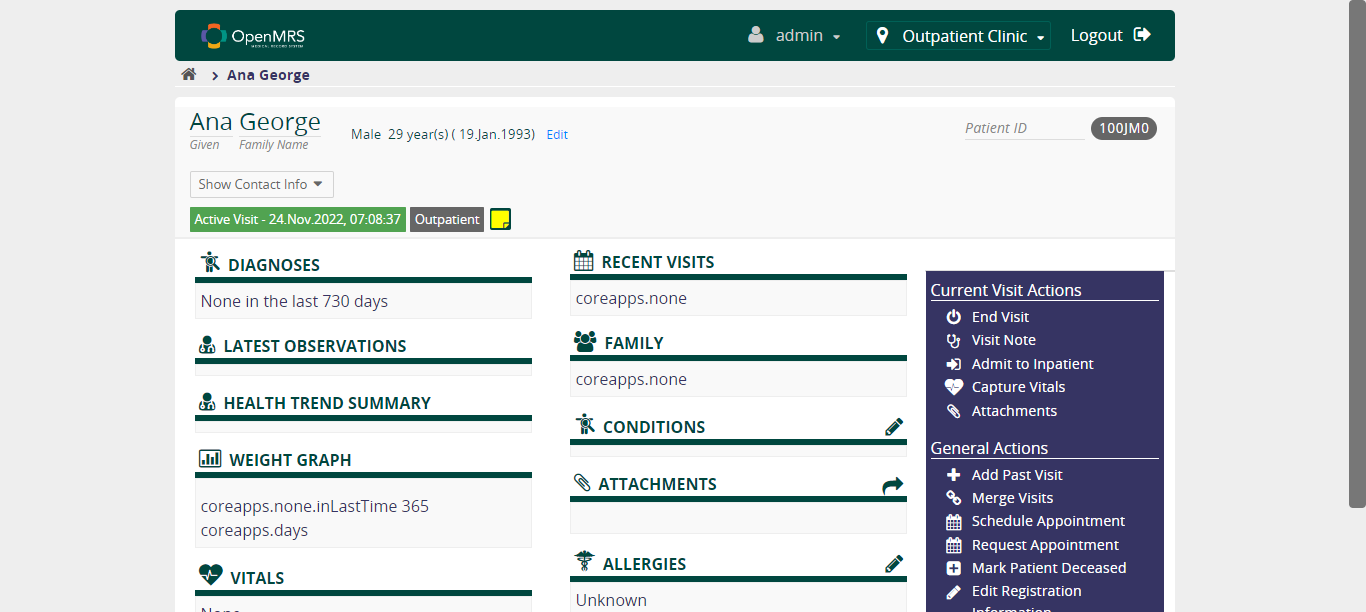 OpenMRS
MEDICAL RECORD SYSTEM
admin
Outpatient Clinic
Logout
Ana George
Ana George
Given Family Name
Male 29 year(s) ( 19.Jan.1993) Edit
Patient ID 100JM0
Show Contact Info
Active Visit - 24.Nov.2022, 07:08:37 Outpatient
DIAGNOSES
None in the last 730 days
LATEST OBSERVATIONS
HEALTH TREND SUMMARY
WEIGHT GRAPH
coreapps.none.inLastTime 365
coreapps.days
VITALS
None
RECENT VISITS
coreapps.none
FAMILY
coreapps.none
CONDITIONS
ATTACHMENTS
ALLERGIES
Unknown
Current Visit Actions
End Visit
Visit Note
Admit to Inpatient
Capture Vitals
Attachments
General Actions
Add Past Visit
Merge Visits
Schedule Appointment
Request Appointment
Mark Patient Deceased
Edit Registration
Information